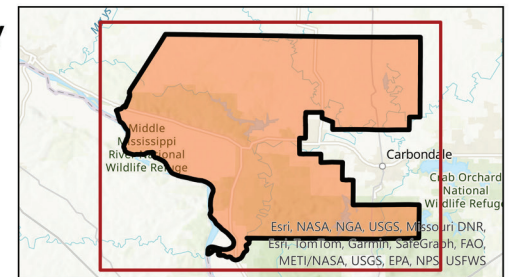 Marys
Middle
Mississippi
River National
Wildlife Refuge
Carbondale
Crab Orchard
National
Wildlife Refuge
Esri, NASA, NGA, USGS, Missouri DNR,
Esri, TomTom, Garmin, SafeGraph, FAO,
METI/NASA, USGS, EPA, NPS, USFWS